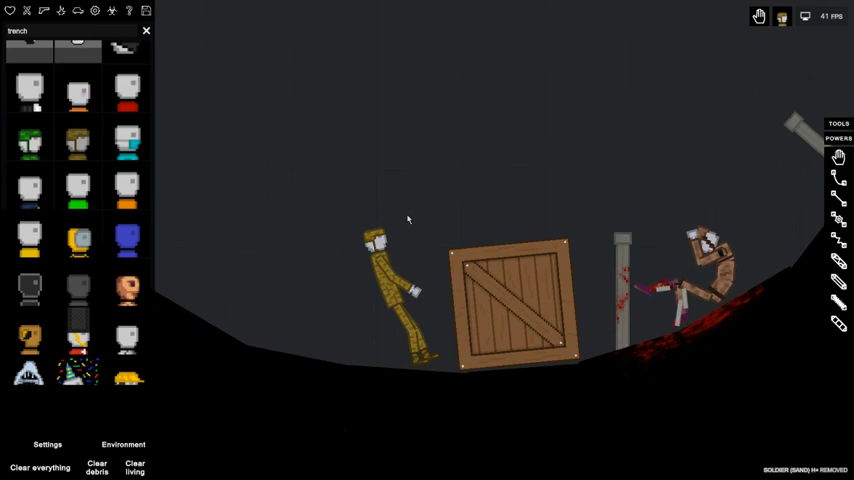 trench
41 FPS
TOOLS
POWERS
Settings
Environment
Clear everything
Clear debris
Clear living
SOLDIER (SAND) H+ REMOVED